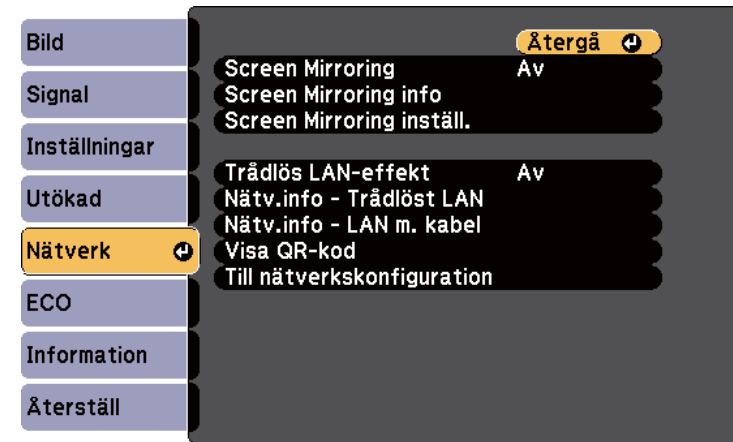 Bild
Signal
Inställningar
Utökad
Nätverk
ECO
Information
Återställ
Återgå
Screen Mirroring Av
Screen Mirroring info
Screen Mirroring inställ.
Trådlös LAN-effekt Av
Nätv.info - Trådlöst LAN
Nätv.info - LAN m. kabel
Visa QR-kod
Till nätverkskonfiguration